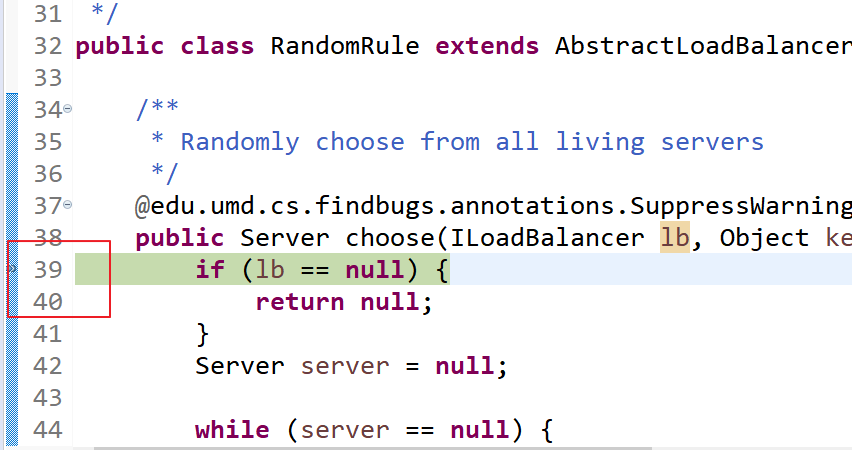 31 */
32 public class RandomRule extends AbstractLoadBalancer
33
34 /**
35 * Randomly choose from all living servers
36 */
37 @edu.umd.cs.findbugs.annotations.SuppressWarning
38 public Server choose(ILoadBalancer lb, Object ke
39 if (lb == null) {
40 return null;
41 }
42 Server server = null;
43
44 while (server == null) {